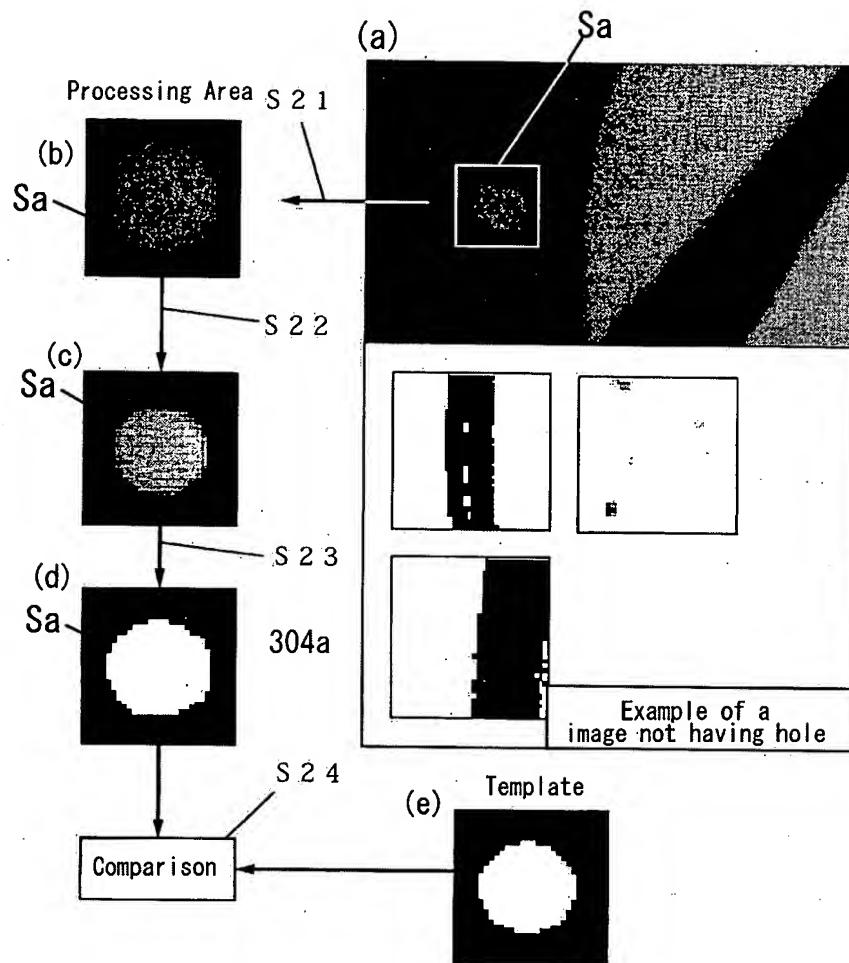 (a)
Sa
Processing Area
S21
(b)
Sa
S22
(c)
Sa
S23
(d)
Sa
304a
Example of a
image not having hole
S24
Template
(e)
Comparison